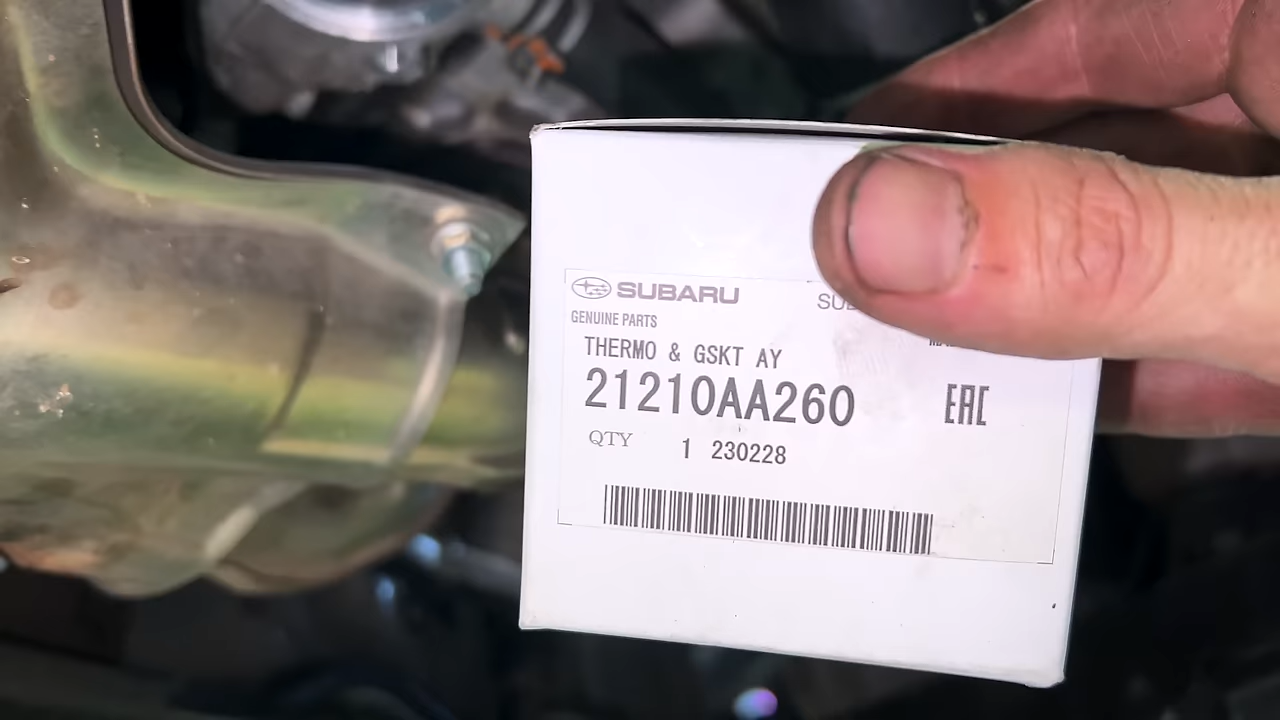 SUBARU
GENUINE PARTS
THERMO & GSKT AY
21210AA260
EAC
QTY 1 230228